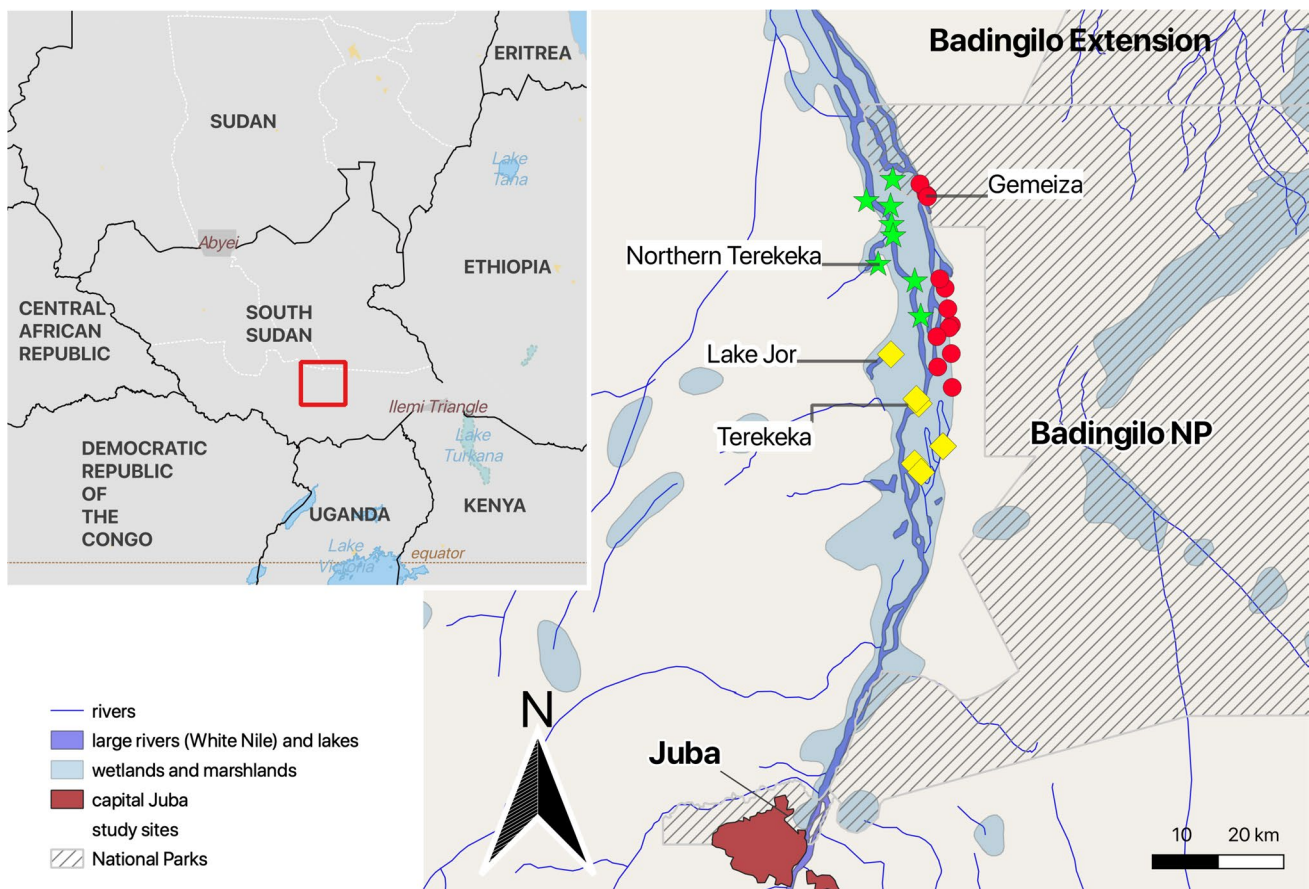 ERITREA
SUDAN
Lake
Tana
Abyei
ETHIOPIA
CENTRAL
AFRICAN
REPUBLIC
SOUTH
SUDAN
Ilemi Triangle
Lake
Turkana
DEMOCRATIC
REPUBLIC
OF
THE
CONGO
UGANDA
KENYA
Lake
Victoria
equator
Badingilo Extension
Gemeiza
Northern Terekeka
Lake Jor
Terekeka
Badingilo NP
Juba
N
rivers
large rivers (White Nile) and lakes
wetlands and marshlands
capital Juba
study sites
National Parks
10 20 km